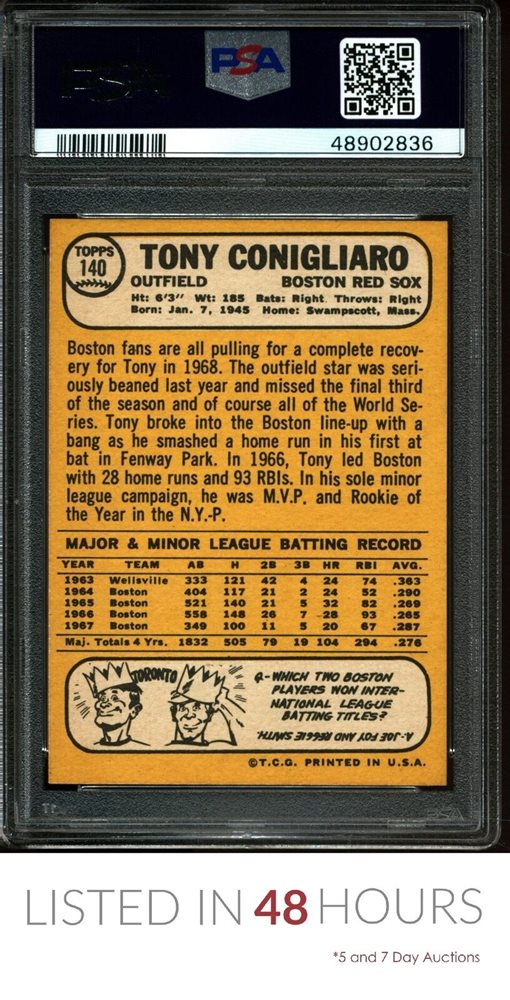 PSA
48902836
TOPPS
140
TONY CONIGLIARO
OUTFIELD BOSTON RED SOX
Ht: 6'3" Wt: 185 Bats: Right Throws: Right
Born: Jan. 7, 1945 Home: Swampscott, Mass.
Boston fans are all pulling for a complete recov-
ery for Tony in 1968. The outfield star was seri-
ously beaned last year and missed the final third
of the season and of course all of the World Se-
ries. Tony broke into the Boston line-up with a
bang as he smashed a home run in his first at
bat in Fenway Park. In 1966, Tony led Boston
with 28 home runs and 93 RBIs. In his sole minor
league campaign, he was M.V.P. and Rookie of
the Year in the N.Y.-P.
MAJOR & MINOR LEAGUE BATTING RECORD
YEAR TEAM AB H 2B 3B HR RBI AVG.
1963 Wellsville 333 121 42 4 24 74 .363
1964 Boston 404 117 21 2 24 52 .290
1965 Boston 521 140 21 5 32 82 .269
1966 Boston 558 148 26 7 28 93 .265
1967 Boston 349 100 11 5 20 67 .287
Maj. Totals 4 Yrs. 1832 505 79 19 104 294 .276
TORONTO
Q-WHICH TWO BOSTON
PLAYERS WON INTER-
NATIONAL LEAGUE
BATTING TITLES?
A-JOE FOY AND REGGIE SMITH.
©T.C.G. PRINTED IN U.S.A.
LISTED IN 48 HOURS
*5 and 7 Day Auctions